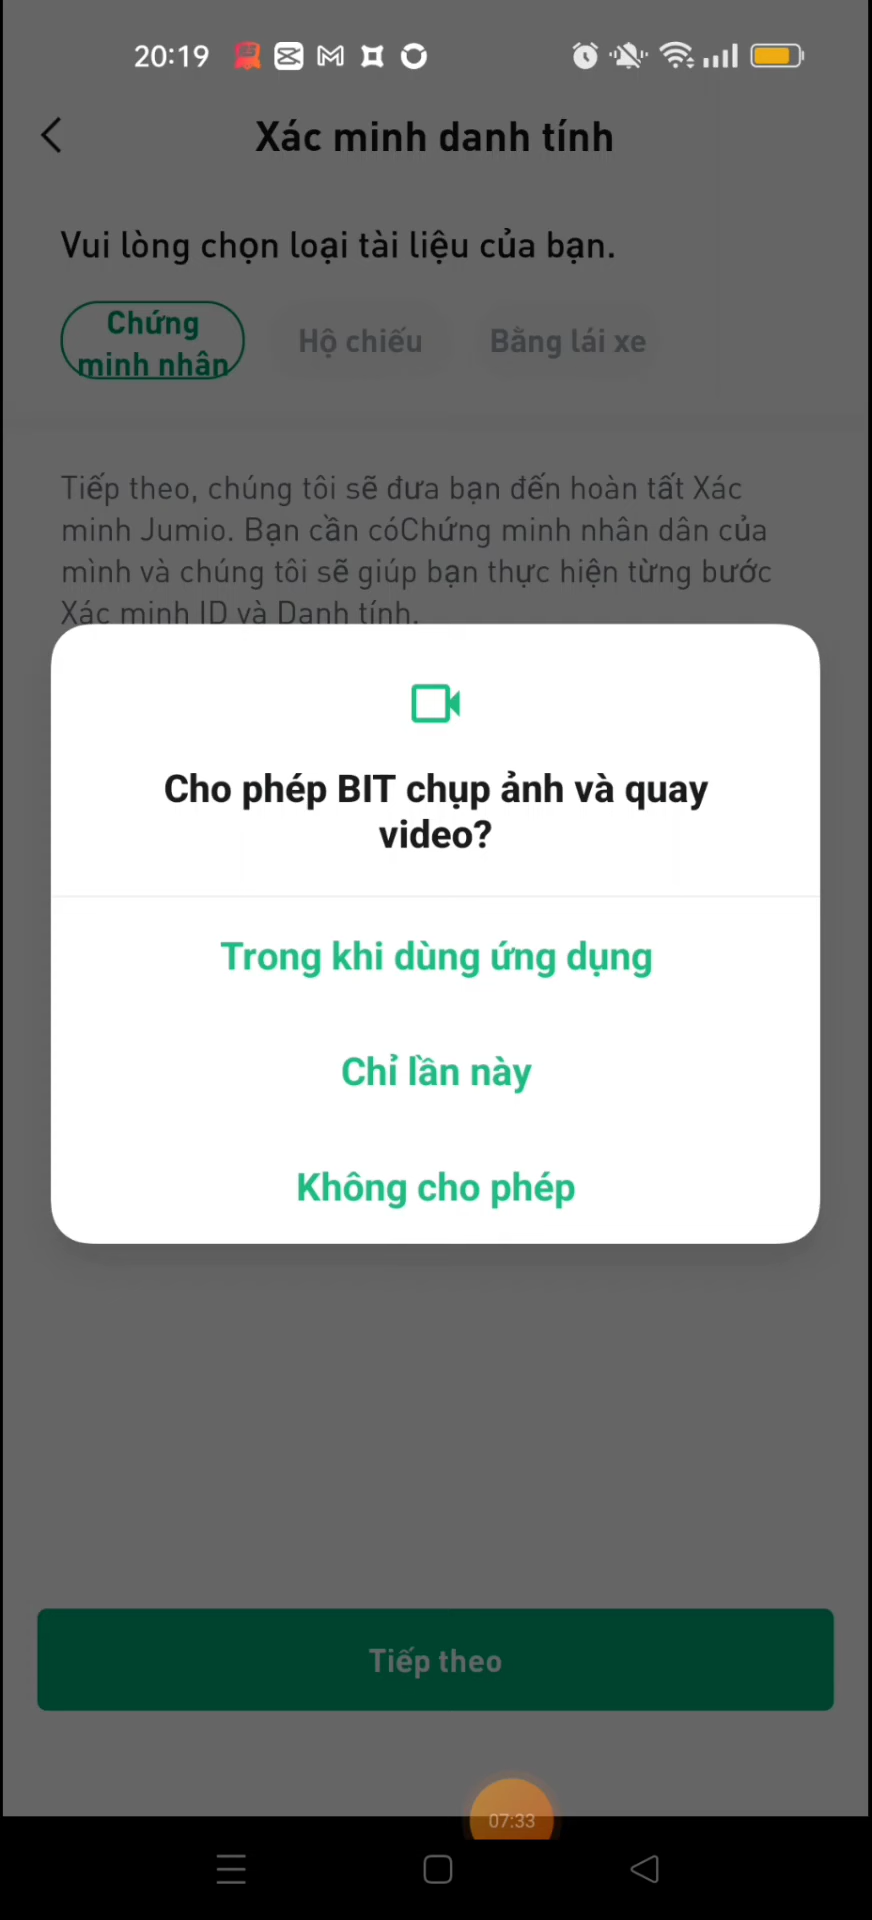 20:19
Xác minh danh tính
Vui lòng chọn loại tài liệu của bạn.
Chứng
minh nhân
Hộ chiếu
Bằng lái xe
Tiếp theo, chúng tôi sẽ đưa bạn đến hoàn tất Xác
minh Jumio. Bạn cần cóChứng minh nhân dân của
mình và chúng tôi sẽ giúp bạn thực hiện từng bước
Xác minh ID và Danh tính.
Cho phép BIT chụp ảnh và quay
video?
Trong khi dùng ứng dụng
Chỉ lần này
Không cho phép
Tiếp theo
07:33